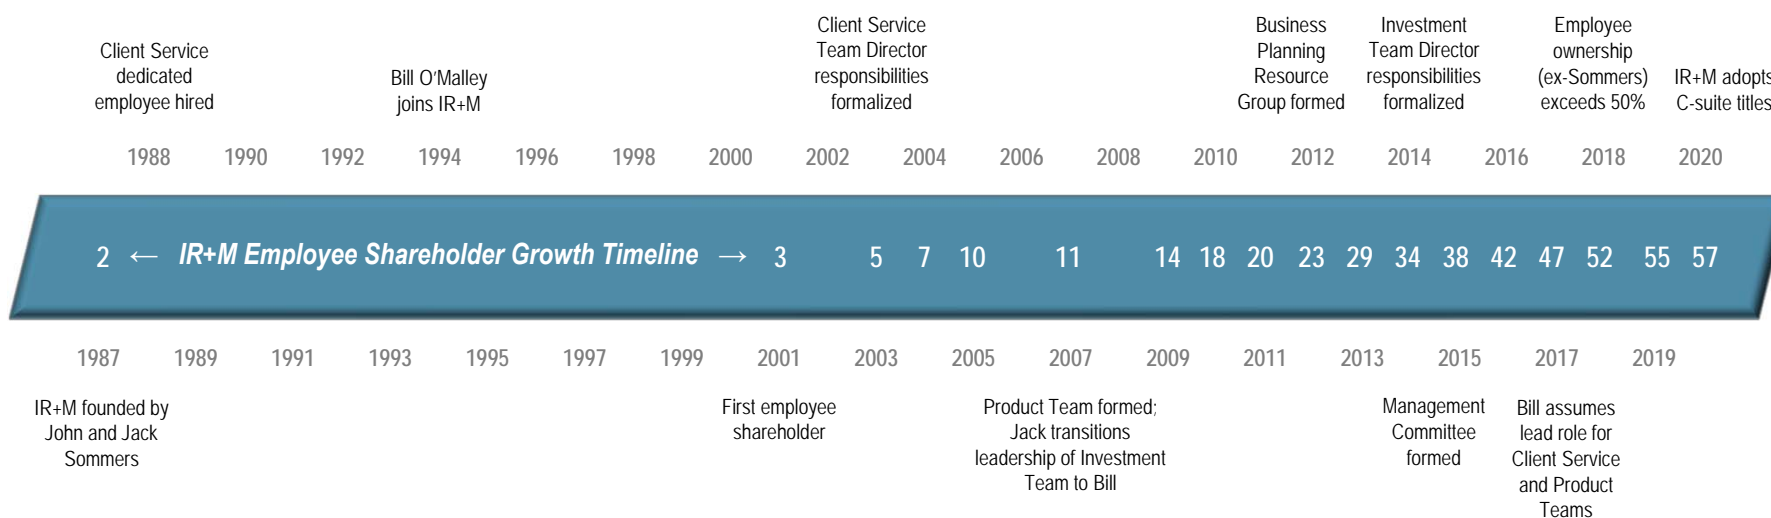 Client Service
dedicated
employee hired
Bill O'Malley
joins IR+M
Client Service
Team Director
responsibilities
formalized
Business
Planning
Resource
Group formed
Investment
Team Director
responsibilities
formalized
Employee
ownership
(ex-Sommers)
exceeds 50%
IR+M adopts
C-suite titles
1988 1990 1992 1994 1996 1998 2000 2002 2004 2006 2008 2010 2012 2014 2016 2018 2020
2 ← IR+M Employee Shareholder Growth Timeline → 3 5 7 10 11 14 18 20 23 29 34 38 42 47 52 55 57
1987 1989 1991 1993 1995 1997 1999 2001 2003 2005 2007 2009 2011 2013 2015 2017 2019
IR+M founded by
John and Jack
Sommers
First employee
shareholder
Product Team formed;
Jack transitions
leadership of Investment
Team to Bill
Management
Committee
formed
Bill assumes
lead role for
Client Service
and Product
Teams